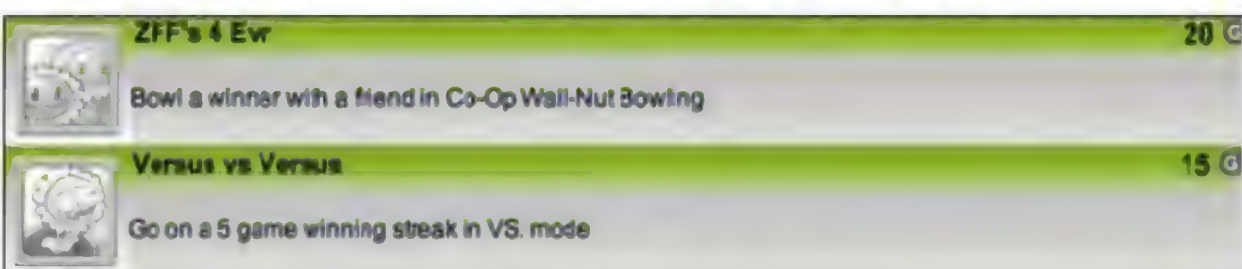 ZFF's 4 Evr 20 G
Bowl a winner with a friend in Co-Op Wall-Nut Bowling
Versus vs Versus 15 G
Go on a 5 game winning streak in VS. mode